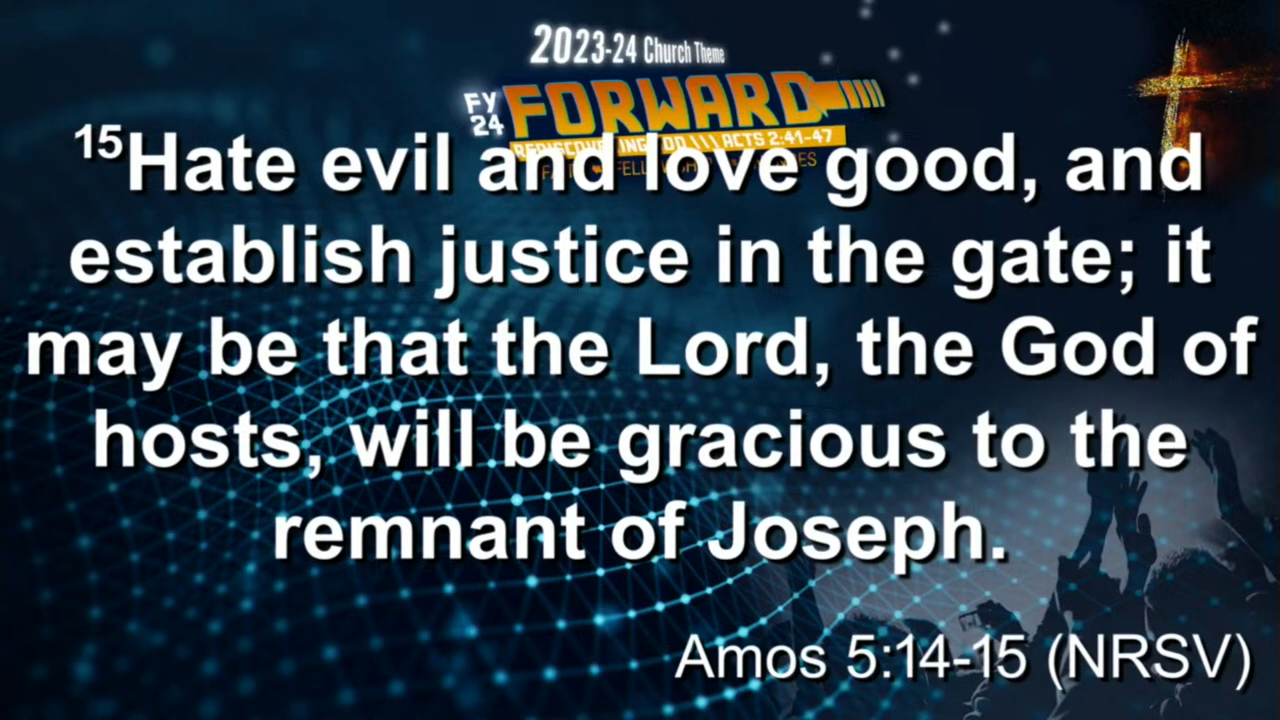 2023-24 Church Theme
FY
24
FORWARD
ACTS 2:41-47
15Hate evil and love good, and
establish justice in the gate; it
may be that the Lord, the God of
hosts, will be gracious to the
remnant of Joseph.
Amos 5:14-15 (NRSV)